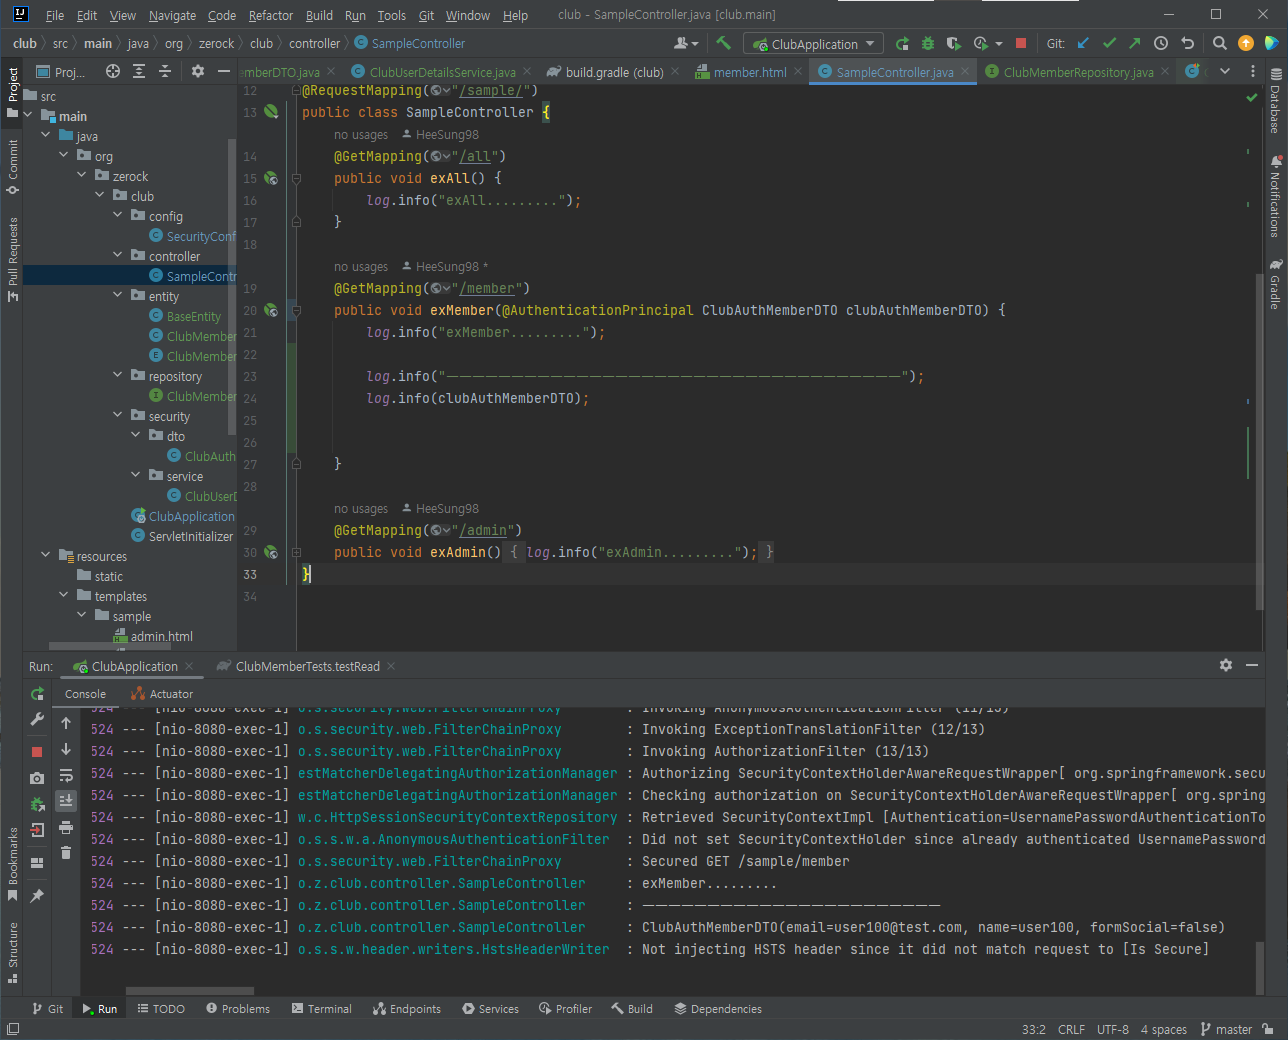 File Edit View Navigate Code Refactor Build Run Tools Git Window Help club - SampleController.java [club.main]
club src main java org zerock club controller SampleController ClubApplication Git:
Project
Commit
Pull Requests
Bookmarks
Structure
Proj...
src
main
java
org
zerock
club
config
SecurityConf
controller
SampleContr
entity
BaseEntity
ClubMember
ClubMember
repository
ClubMember
security
dto
ClubAuth
service
ClubUserD
ClubApplication
ServletInitializer
resources
static
templates
sample
admin.html
emberDTO.java ClubUserDetailsService.java build.gradle (club) member.html SampleController.java ClubMemberRepository.java
12 @RequestMapping("/sample/")
13 public class SampleController {
no usages HeeSung98
14 @GetMapping("/all")
15 public void exAll() {
16 log.info("exAll.........");
17 }
18
no usages HeeSung98 *
19 @GetMapping("/member")
20 public void exMember(@AuthenticationPrincipal ClubAuthMemberDTO clubAuthMemberDTO) {
21 log.info("exMember.........");
22
23 log.info("———————————————————————————————————");
24 log.info(clubAuthMemberDTO);
25
26
27 }
28
no usages HeeSung98
29 @GetMapping("/admin")
30 public void exAdmin() { log.info("exAdmin........."); }
33 }
34
Database
Notifications
Gradle
Run: ClubApplication ClubMemberTests.testRead
Console Actuator
524 --- [nio-8080-exec-1] o.s.security.web.FilterChainProxy : Invoking AnonymousAuthenticationFilter (11/13)
524 --- [nio-8080-exec-1] o.s.security.web.FilterChainProxy : Invoking ExceptionTranslationFilter (12/13)
524 --- [nio-8080-exec-1] o.s.security.web.FilterChainProxy : Invoking AuthorizationFilter (13/13)
524 --- [nio-8080-exec-1] estMatcherDelegatingAuthorizationManager : Authorizing SecurityContextHolderAwareRequestWrapper[ org.springframework.secu
524 --- [nio-8080-exec-1] estMatcherDelegatingAuthorizationManager : Checking authorization on SecurityContextHolderAwareRequestWrapper[ org.spring
524 --- [nio-8080-exec-1] w.c.HttpSessionSecurityContextRepository : Retrieved SecurityContextImpl [Authentication=UsernamePasswordAuthenticationTo
524 --- [nio-8080-exec-1] o.s.s.w.a.AnonymousAuthenticationFilter : Did not set SecurityContextHolder since already authenticated UsernamePassword
524 --- [nio-8080-exec-1] o.s.security.web.FilterChainProxy : Secured GET /sample/member
524 --- [nio-8080-exec-1] o.z.club.controller.SampleController : exMember.........
524 --- [nio-8080-exec-1] o.z.club.controller.SampleController : ———————————————————————
524 --- [nio-8080-exec-1] o.z.club.controller.SampleController : ClubAuthMemberDTO(email=user100@test.com, name=user100, formSocial=false)
524 --- [nio-8080-exec-1] o.s.s.w.header.writers.HstsHeaderWriter : Not injecting HSTS header since it did not match request to [Is Secure]
Git Run TODO Problems Terminal Endpoints Services Profiler Build Dependencies
33:2 CRLF UTF-8 4 spaces master